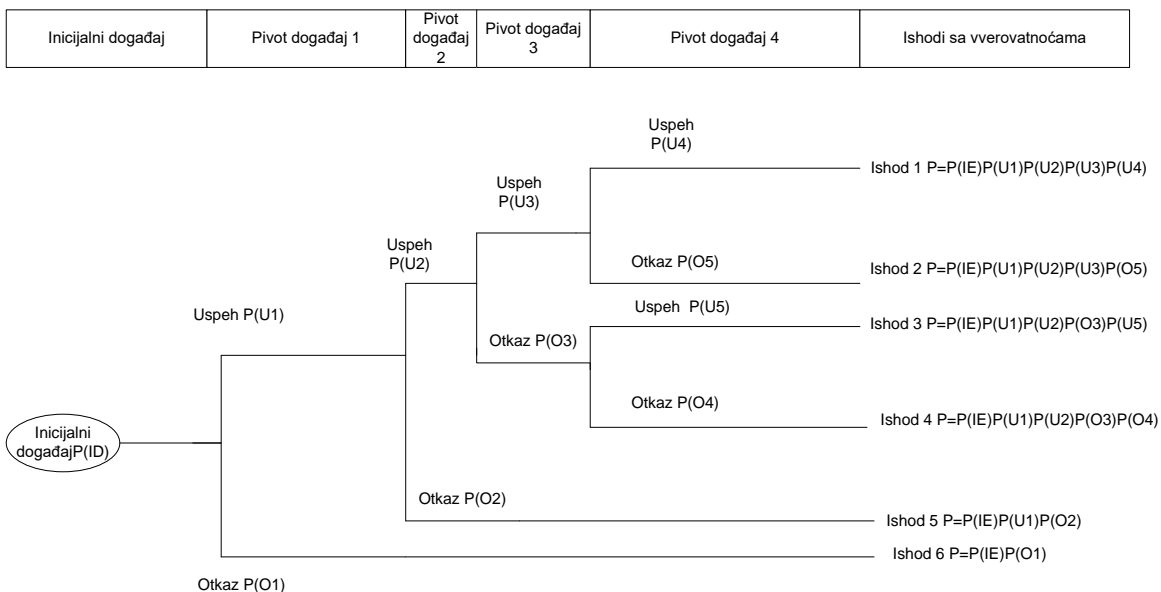 Inicijalni događaj
Pivot događaj 1
Pivot
događaj
2
Pivot događaj
3
Pivot događaj 4
Ishodi sa vverovatnoćama
Uspeh
P(U4)
Ishod 1 P=P(IE)P(U1)P(U2)P(U3)P(U4)
Uspeh
P(U3)
Uspeh
P(U2)
Otkaz P(O5)
Ishod 2 P=P(IE)P(U1)P(U2)P(U3)P(O5)
Uspeh P(U1)
Uspeh  P(U5)
Ishod 3 P=P(IE)P(U1)P(U2)P(O3)P(U5)
Otkaz P(O3)
Otkaz P(O4)
Ishod 4 P=P(IE)P(U1)P(U2)P(O3)P(O4)
Inicijalni
događajP(ID)
Otkaz P(O2)
Ishod 5 P=P(IE)P(U1)P(O2)
Ishod 6 P=P(IE)P(O1)
Otkaz P(O1)